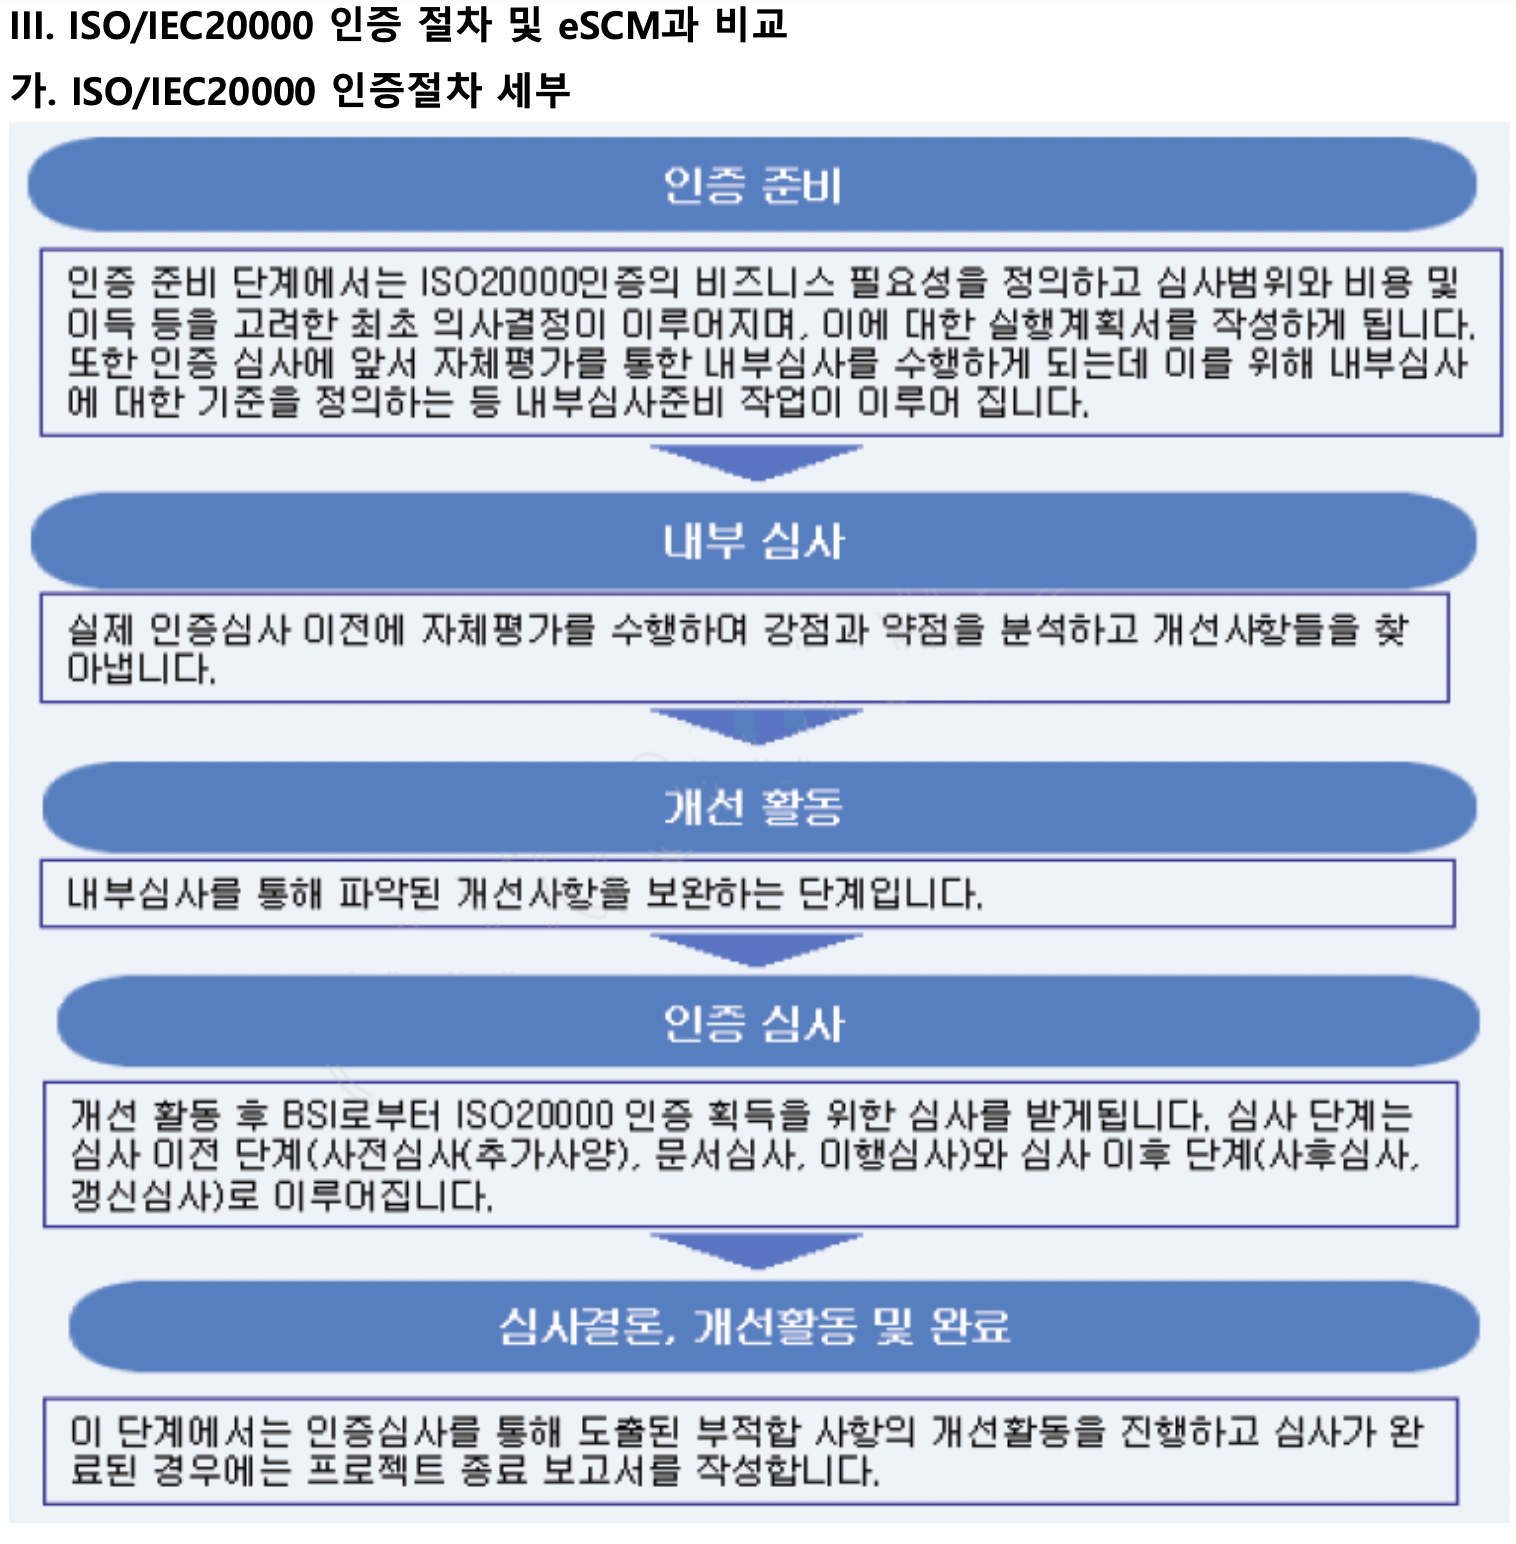 III. ISO/IEC20000 인증 절차 및 eSCM과 비교
가. ISO/IEC20000 인증절차 세부
인증 준비
인증 준비 단계에서는 ISO20000인증의 비즈니스 필요성을 정의하고 심사범위와 비용 및
이득 등을 고려한 최초 의사결정이 이루어지며, 이에 대한 실행계획서를 작성하게 됩니다.
또한 인증 심사에 앞서 자체평가를 통한 내부심사를 수행하게 되는데 이를 위해 내부심사
에 대한 기준을 정의하는 등 내부심사준비 작업이 이루어 집니다.
내부 심사
실제 인증심사 이전에 자체평가를 수행하여 강점과 약점을 분석하고 개선사항들을 찾
아냅니다.
개선 활동
내부심사를 통해 파악된 개선사항을 보완하는 단계입니다.
인증 심사
개선 활동 후 BSI로부터 ISO20000 인증 획득을 위한 심사를 받게됩니다. 심사 단계는
심사 이전 단계(사전심사(추가사양), 문서심사, 이행심사)와 심사 이후 단계(사후심사,
갱신심사)로 이루어집니다.
심사결론, 개선활동 및 완료
이 단계에서는 인증심사를 통해 도출된 부적합 사항의 개선활동을 진행하고 심사가 완
료된 경우에는 프로젝트 종료 보고서를 작성합니다.